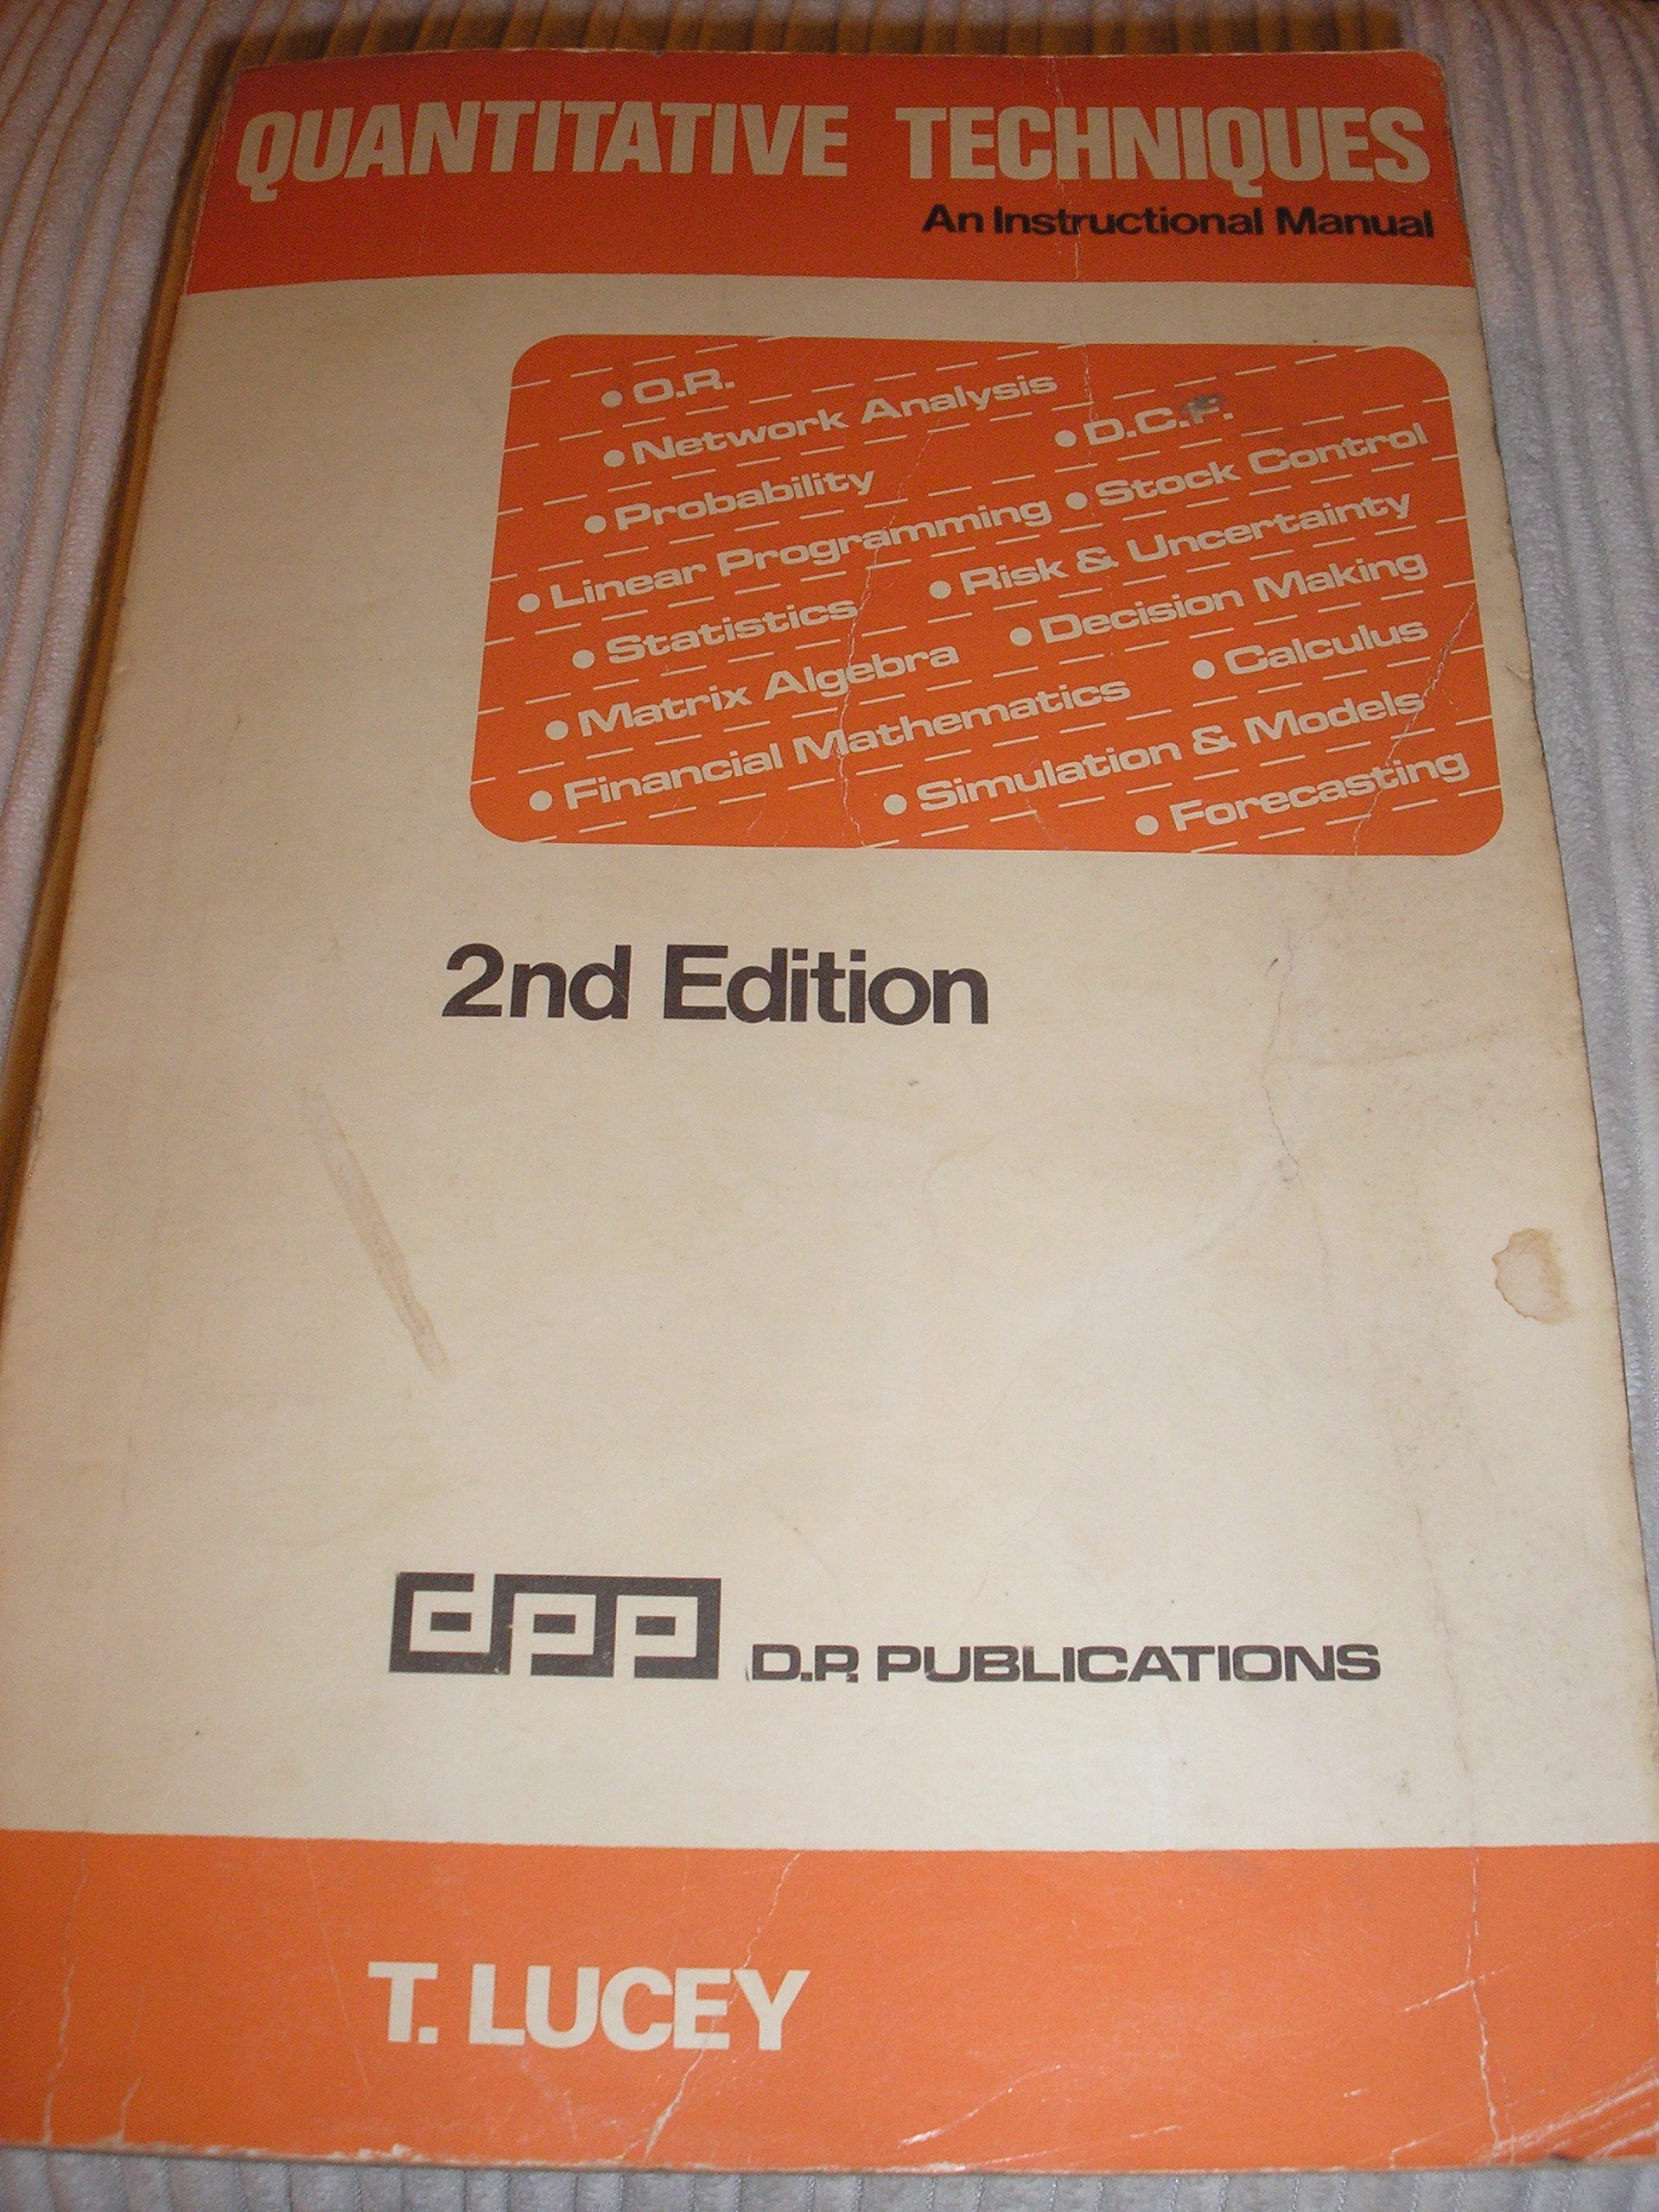 QUANTITATIVE TECHNIQUES
An Instructional Manual
• O.R.
• Network Analysis
• D.C.F.
• Probability
• Stock Control
• Linear Programming
• Risk & Uncertainty
• Statistics
• Decision Making
• Matrix Algebra
• Calculus
• Financial Mathematics
• Simulation & Models
• Forecasting
2nd Edition
dpp D.P. PUBLICATIONS
T. LUCEY